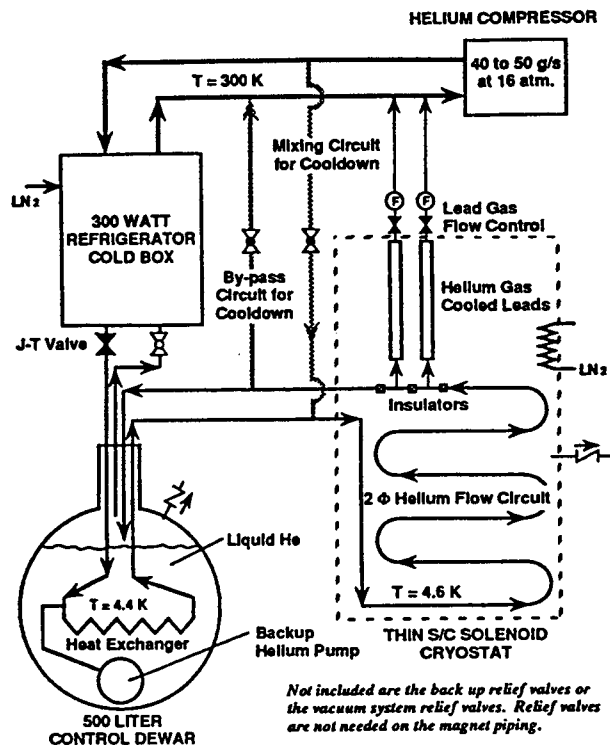 HELIUM COMPRESSOR
40 to 50 g/s
at 16 atm.
T = 300 K
Mixing Circuit
for Cooldown
LN 2
300 WATT
REFRIGERATOR
COLD BOX
F
F
Lead Gas
Flow Control
By-pass
Circuit for
Cooldown
Helium Gas
Cooled Leads
J-T Valve
LN 2
Insulators
2 Φ Helium Flow Circuit
Liquid He
T = 4.4 K
T = 4.6 K
Heat Exchanger
Backup
Helium Pump
THIN S/C SOLENOID
CRYOSTAT
500 LITER
CONTROL DEWAR
Not included are the back up relief valves or
the vacuum system relief valves. Relief valves
are not needed on the magnet piping.